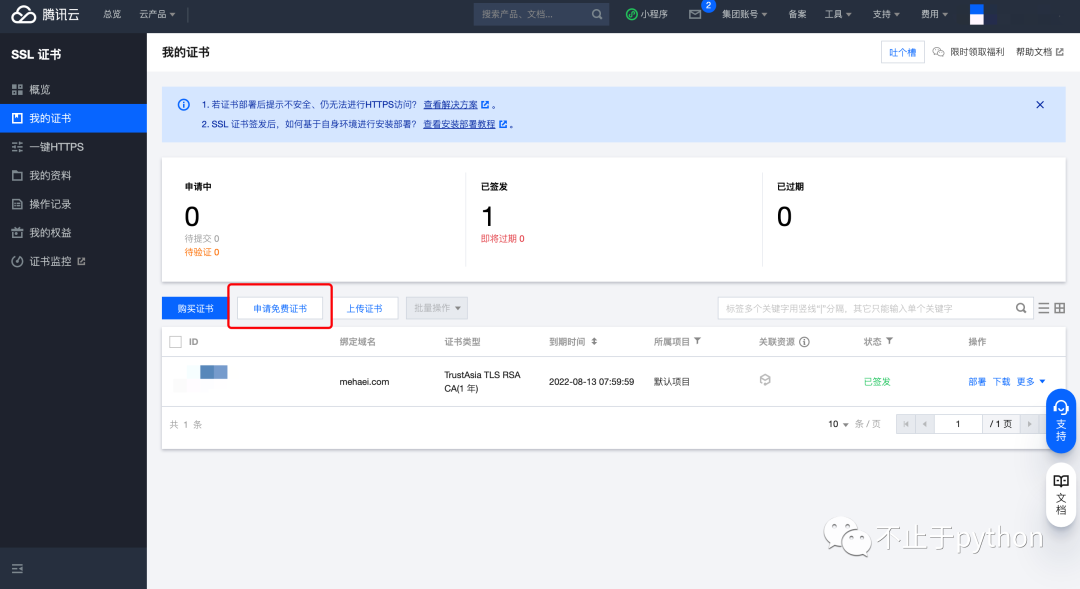 腾讯云 总览 云产品 搜索产品、文档... 小程序 2 集团账号 备案 工具 支持 费用
SSL 证书
概览
我的证书
一键HTTPS
我的资料
操作记录
我的权益
证书监控
我的证书 吐个槽 限时领取福利 帮助文档
1. 若证书部署后提示不安全、仍无法进行HTTPS访问? 查看解决方案 。
2. SSL 证书签发后，如何基于自身环境进行安装部署? 查看安装部署教程 。
申请中 已签发 已过期
0 1 0
待提交 0 即将过期 0
待验证 0
购买证书 申请免费证书 上传证书 批量操作 标签多个关键字用竖线"|"分隔，其它只能输入单个关键字
ID 绑定域名 证书类型 到期时间 所属项目 关联资源 状态 操作
mehaei.com TrustAsia TLS RSA CA(1 年) 2022-08-13 07:59:59 默认项目 已签发 部署 下载 更多
共 1 条 10 条 / 页 1 / 1 页
支持
文档
不止于python